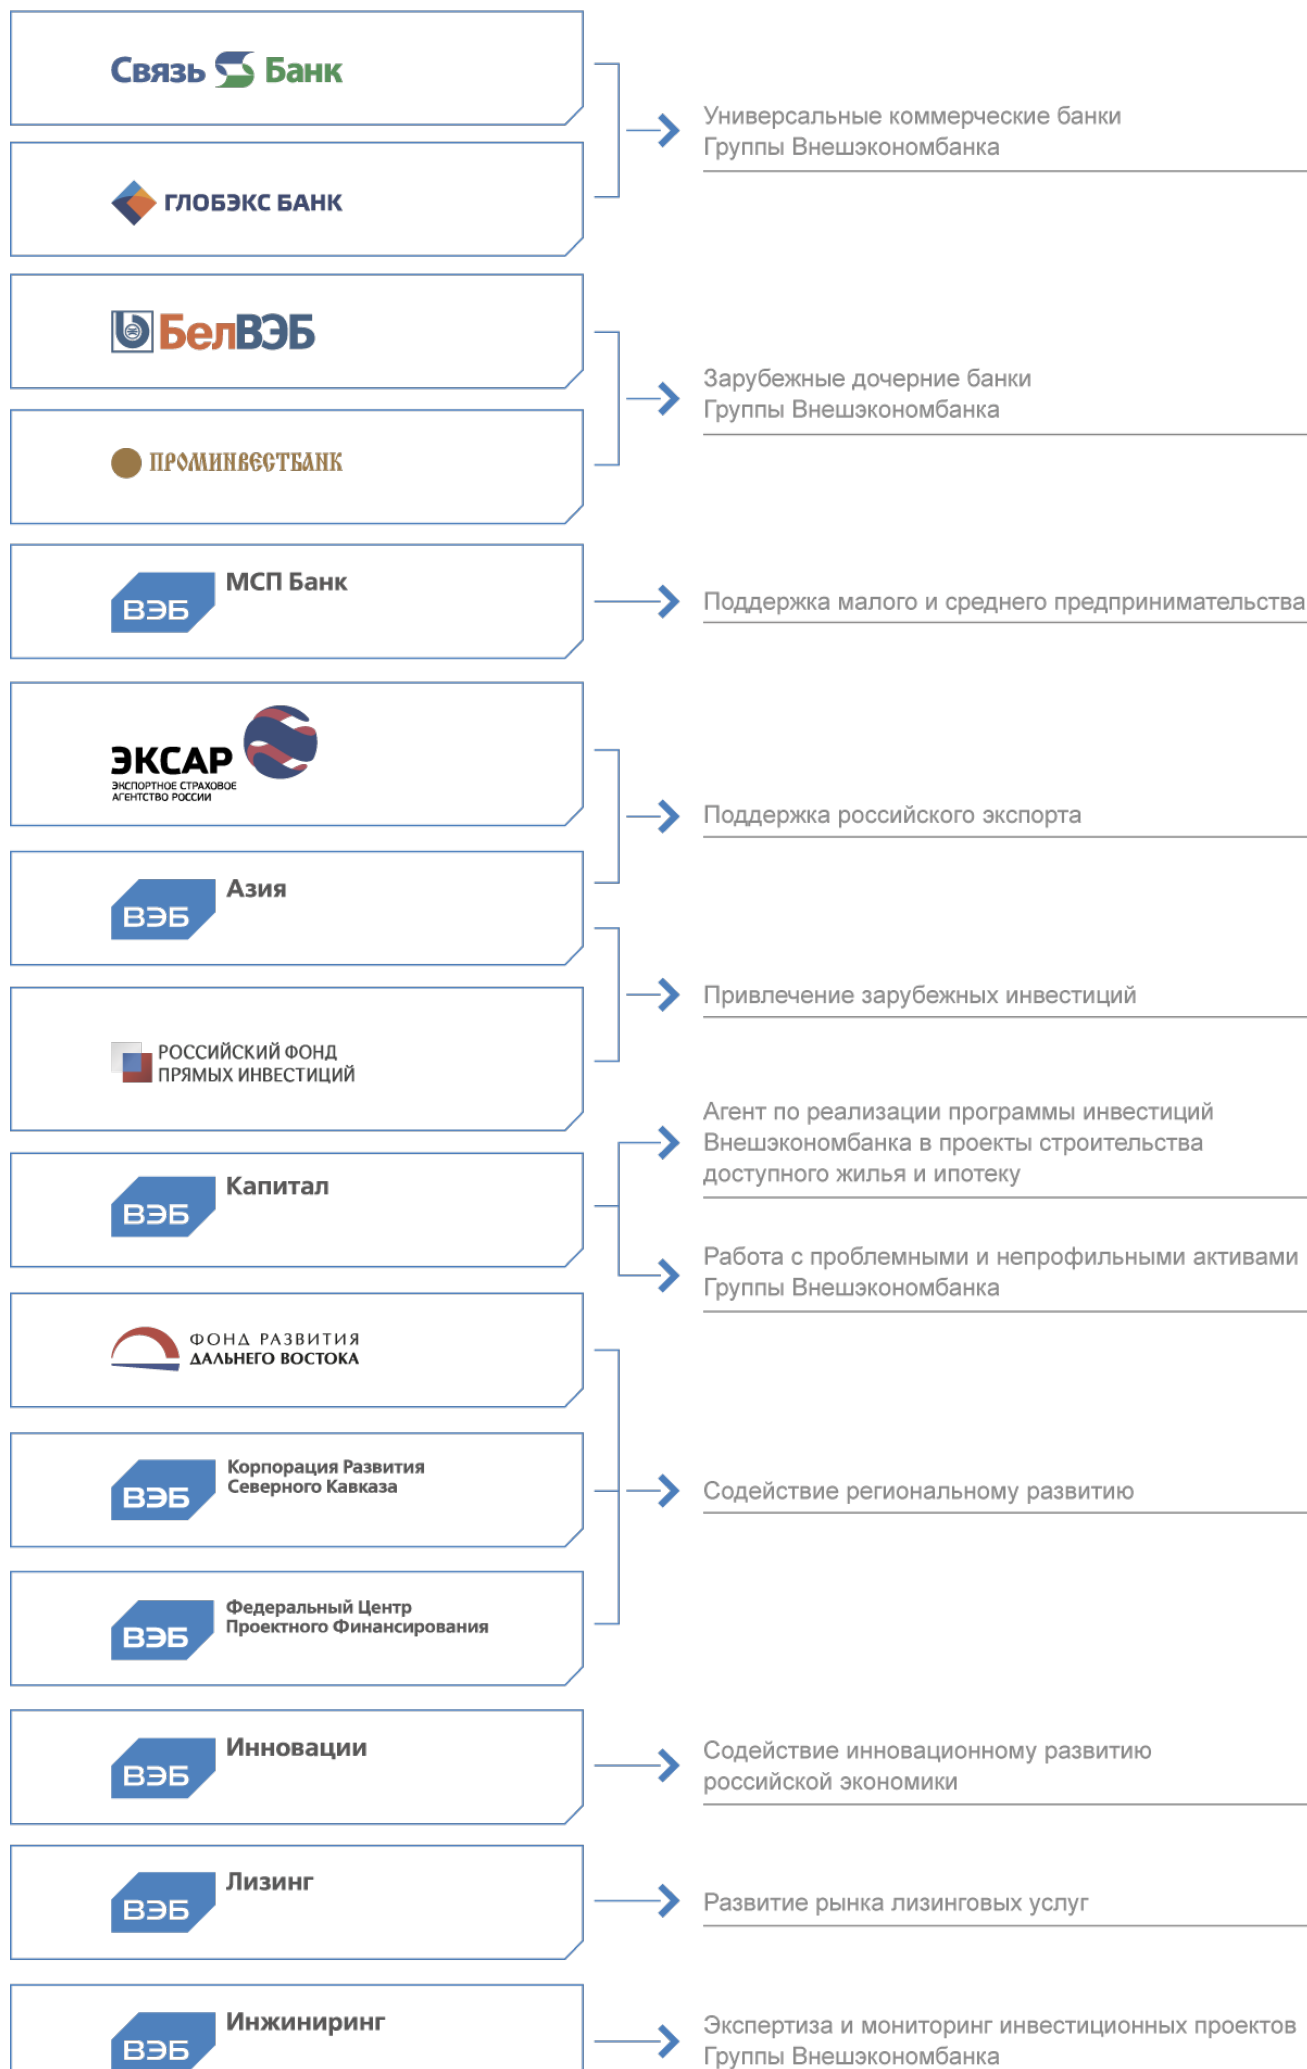 Связь Банк
ГЛОБЭКС БАНК
Универсальные коммерческие банки
Группы Внешэкономбанка
БелВЭБ
ПРОМИНВЕСТБАНК
Зарубежные дочерние банки
Группы Внешэкономбанка
ВЭБ
МСП Банк
Поддержка малого и среднего предпринимательства
ЭКСАР
ЭКСПОРТНОЕ СТРАХОВОЕ
АГЕНТСТВО РОССИИ
Поддержка российского экспорта
ВЭБ
Азия
Привлечение зарубежных инвестиций
РОССИЙСКИЙ ФОНД
ПРЯМЫХ ИНВЕСТИЦИЙ
ВЭБ
Капитал
Агент по реализации программы инвестиций
Внешэкономбанка в проекты строительства
доступного жилья и ипотеку
Работа с проблемными и непрофильными активами
Группы Внешэкономбанка
ФОНД РАЗВИТИЯ
ДАЛЬНЕГО ВОСТОКА
ВЭБ
Корпорация Развития
Северного Кавказа
Содействие региональному развитию
ВЭБ
Федеральный Центр
Проектного Финансирования
ВЭБ
Инновации
Содействие инновационному развитию
российской экономики
ВЭБ
Лизинг
Развитие рынка лизинговых услуг
ВЭБ
Инжиниринг
Экспертиза и мониторинг инвестиционных проектов
Группы Внешэкономбанка